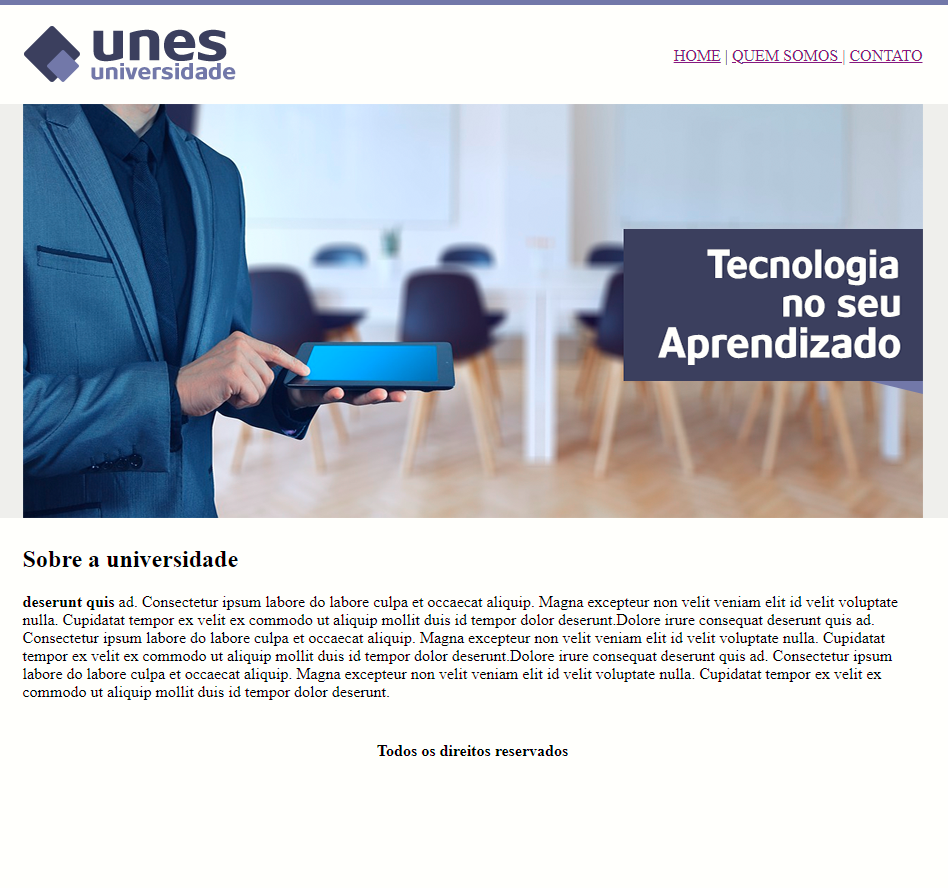 unes
universidade
HOME | QUEM SOMOS | CONTATO
Tecnologia
no seu
Aprendizado
Sobre a universidade
deserunt quis ad. Consectetur ipsum labore do labore culpa et occaecat aliquip. Magna excepteur non velit veniam elit id velit voluptate
nulla. Cupidatat tempor ex velit ex commodo ut aliquip mollit duis id tempor dolor deserunt.Dolore irure consequat deserunt quis ad.
Consectetur ipsum labore do labore culpa et occaecat aliquip. Magna excepteur non velit veniam elit id velit voluptate nulla. Cupidatat
tempor ex velit ex commodo ut aliquip mollit duis id tempor dolor deserunt.Dolore irure consequat deserunt quis ad. Consectetur ipsum
labore do labore culpa et occaecat aliquip. Magna excepteur non velit veniam elit id velit voluptate nulla. Cupidatat tempor ex velit ex
commodo ut aliquip mollit duis id tempor dolor deserunt.
Todos os direitos reservados